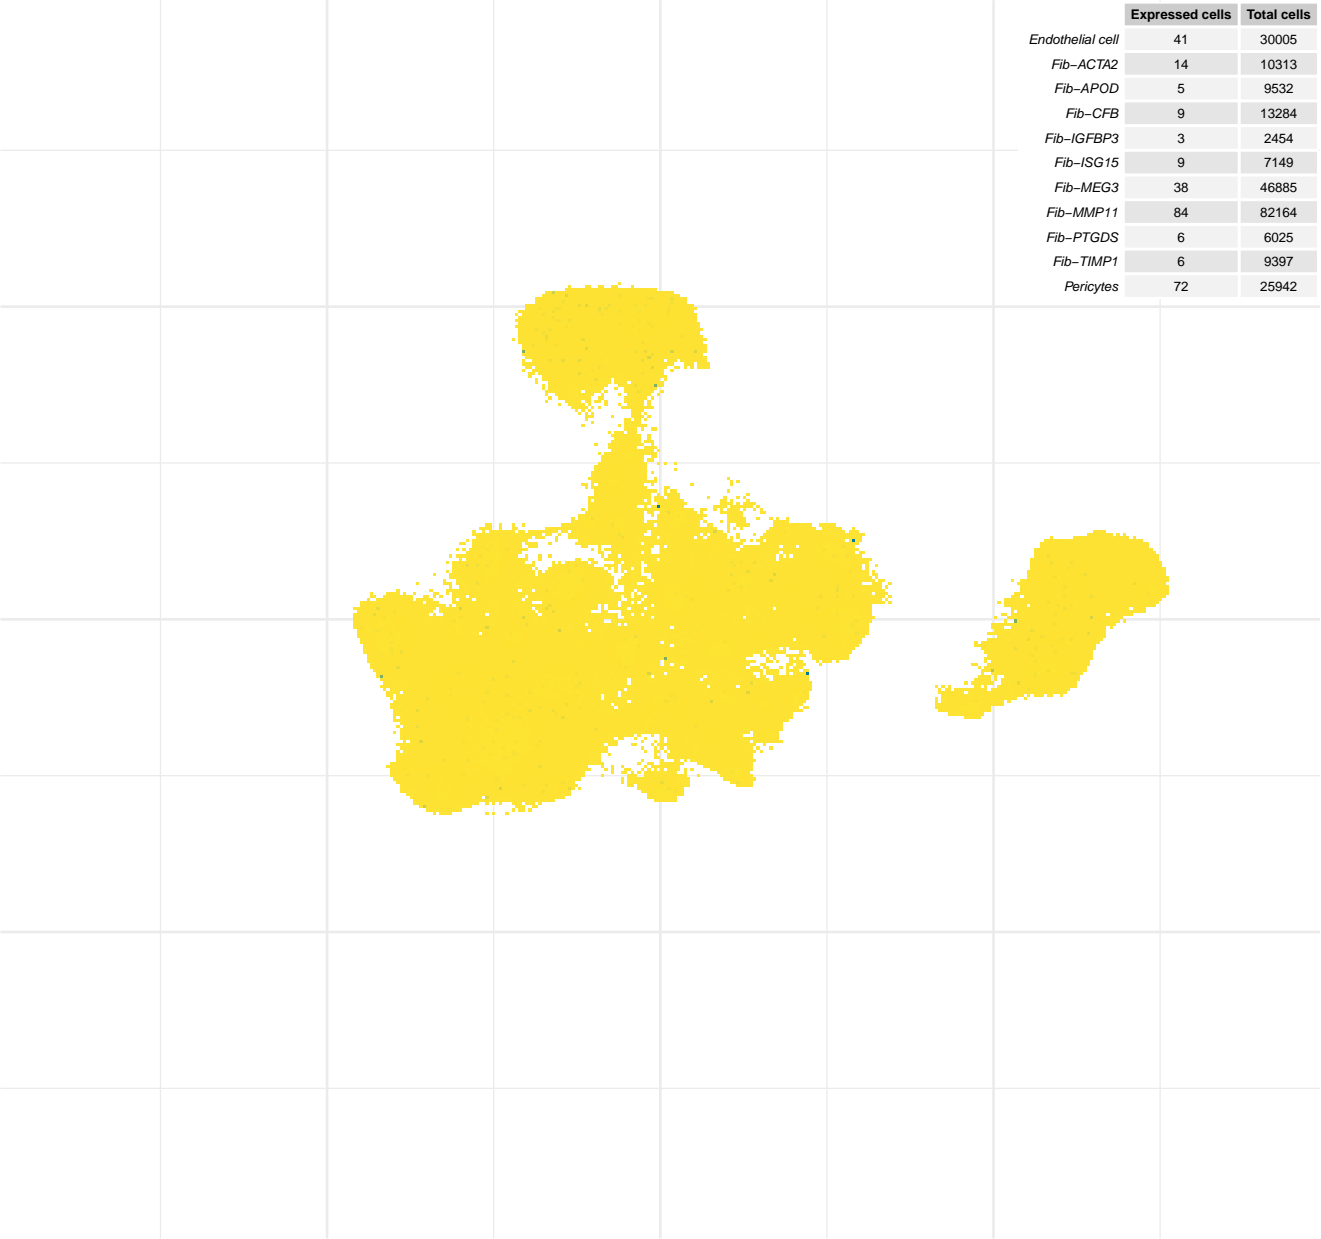 Expressed cells Total cells
Endothelial cell 41 30005
Fib−ACTA2 14 10313
Fib−APOD 5 9532
Fib−CFB 9 13284
Fib−IGFBP3 3 2454
Fib−ISG15 9 7149
Fib−MEG3 38 46885
Fib−MMP11 84 82164
Fib−PTGDS 6 6025
Fib−TIMP1 6 9397
Pericytes 72 25942